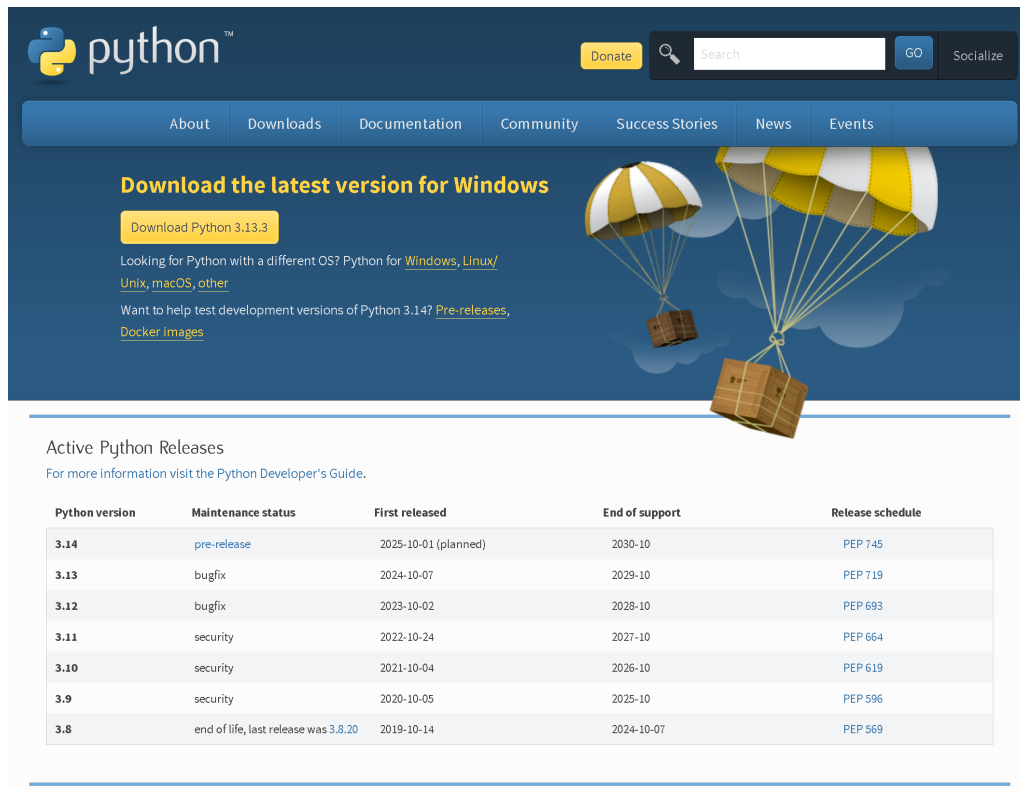 python™
Donate
Search
GO
Socialize
About Downloads Documentation Community Success Stories News Events
Download the latest version for Windows
Download Python 3.13.3
Looking for Python with a different OS? Python for Windows, Linux/
Unix, macOS, other
Want to help test development versions of Python 3.14? Pre-releases,
Docker images
Active Python Releases
For more information visit the Python Developer's Guide.
Python version Maintenance status First released End of support Release schedule
3.14 pre-release 2025-10-01 (planned) 2030-10 PEP 745
3.13 bugfix 2024-10-07 2029-10 PEP 719
3.12 bugfix 2023-10-02 2028-10 PEP 693
3.11 security 2022-10-24 2027-10 PEP 664
3.10 security 2021-10-04 2026-10 PEP 619
3.9 security 2020-10-05 2025-10 PEP 596
3.8 end of life, last release was 3.8.20 2019-10-14 2024-10-07 PEP 569